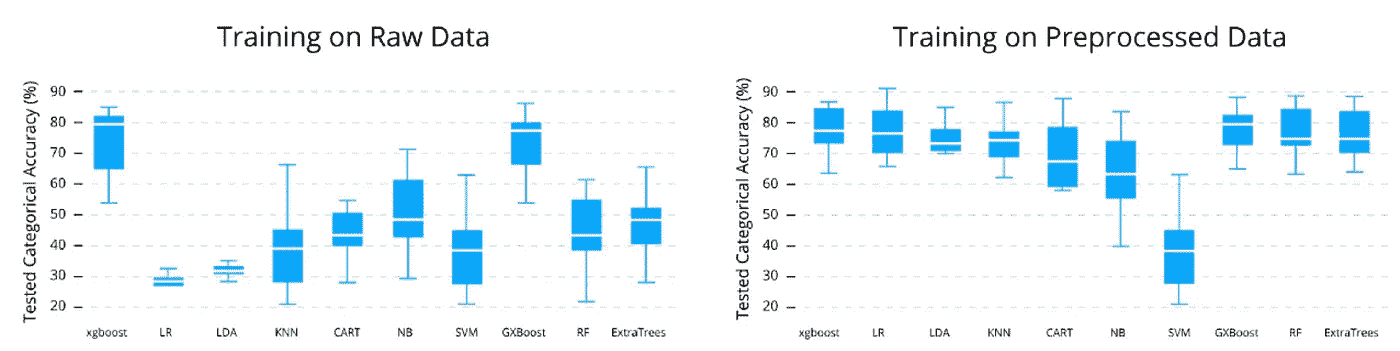 Training on Raw Data
Tested Categorical Accuracy (%)
90
80
70
60
50
40
30
20
xgboost LR LDA KNN CART NB SVM GXBoost RF ExtraTrees
Training on Preprocessed Data
Tested Categorical Accuracy (%)
90
80
70
60
50
40
30
20
xgboost LR LDA KNN CART NB SVM GXBoost RF ExtraTrees